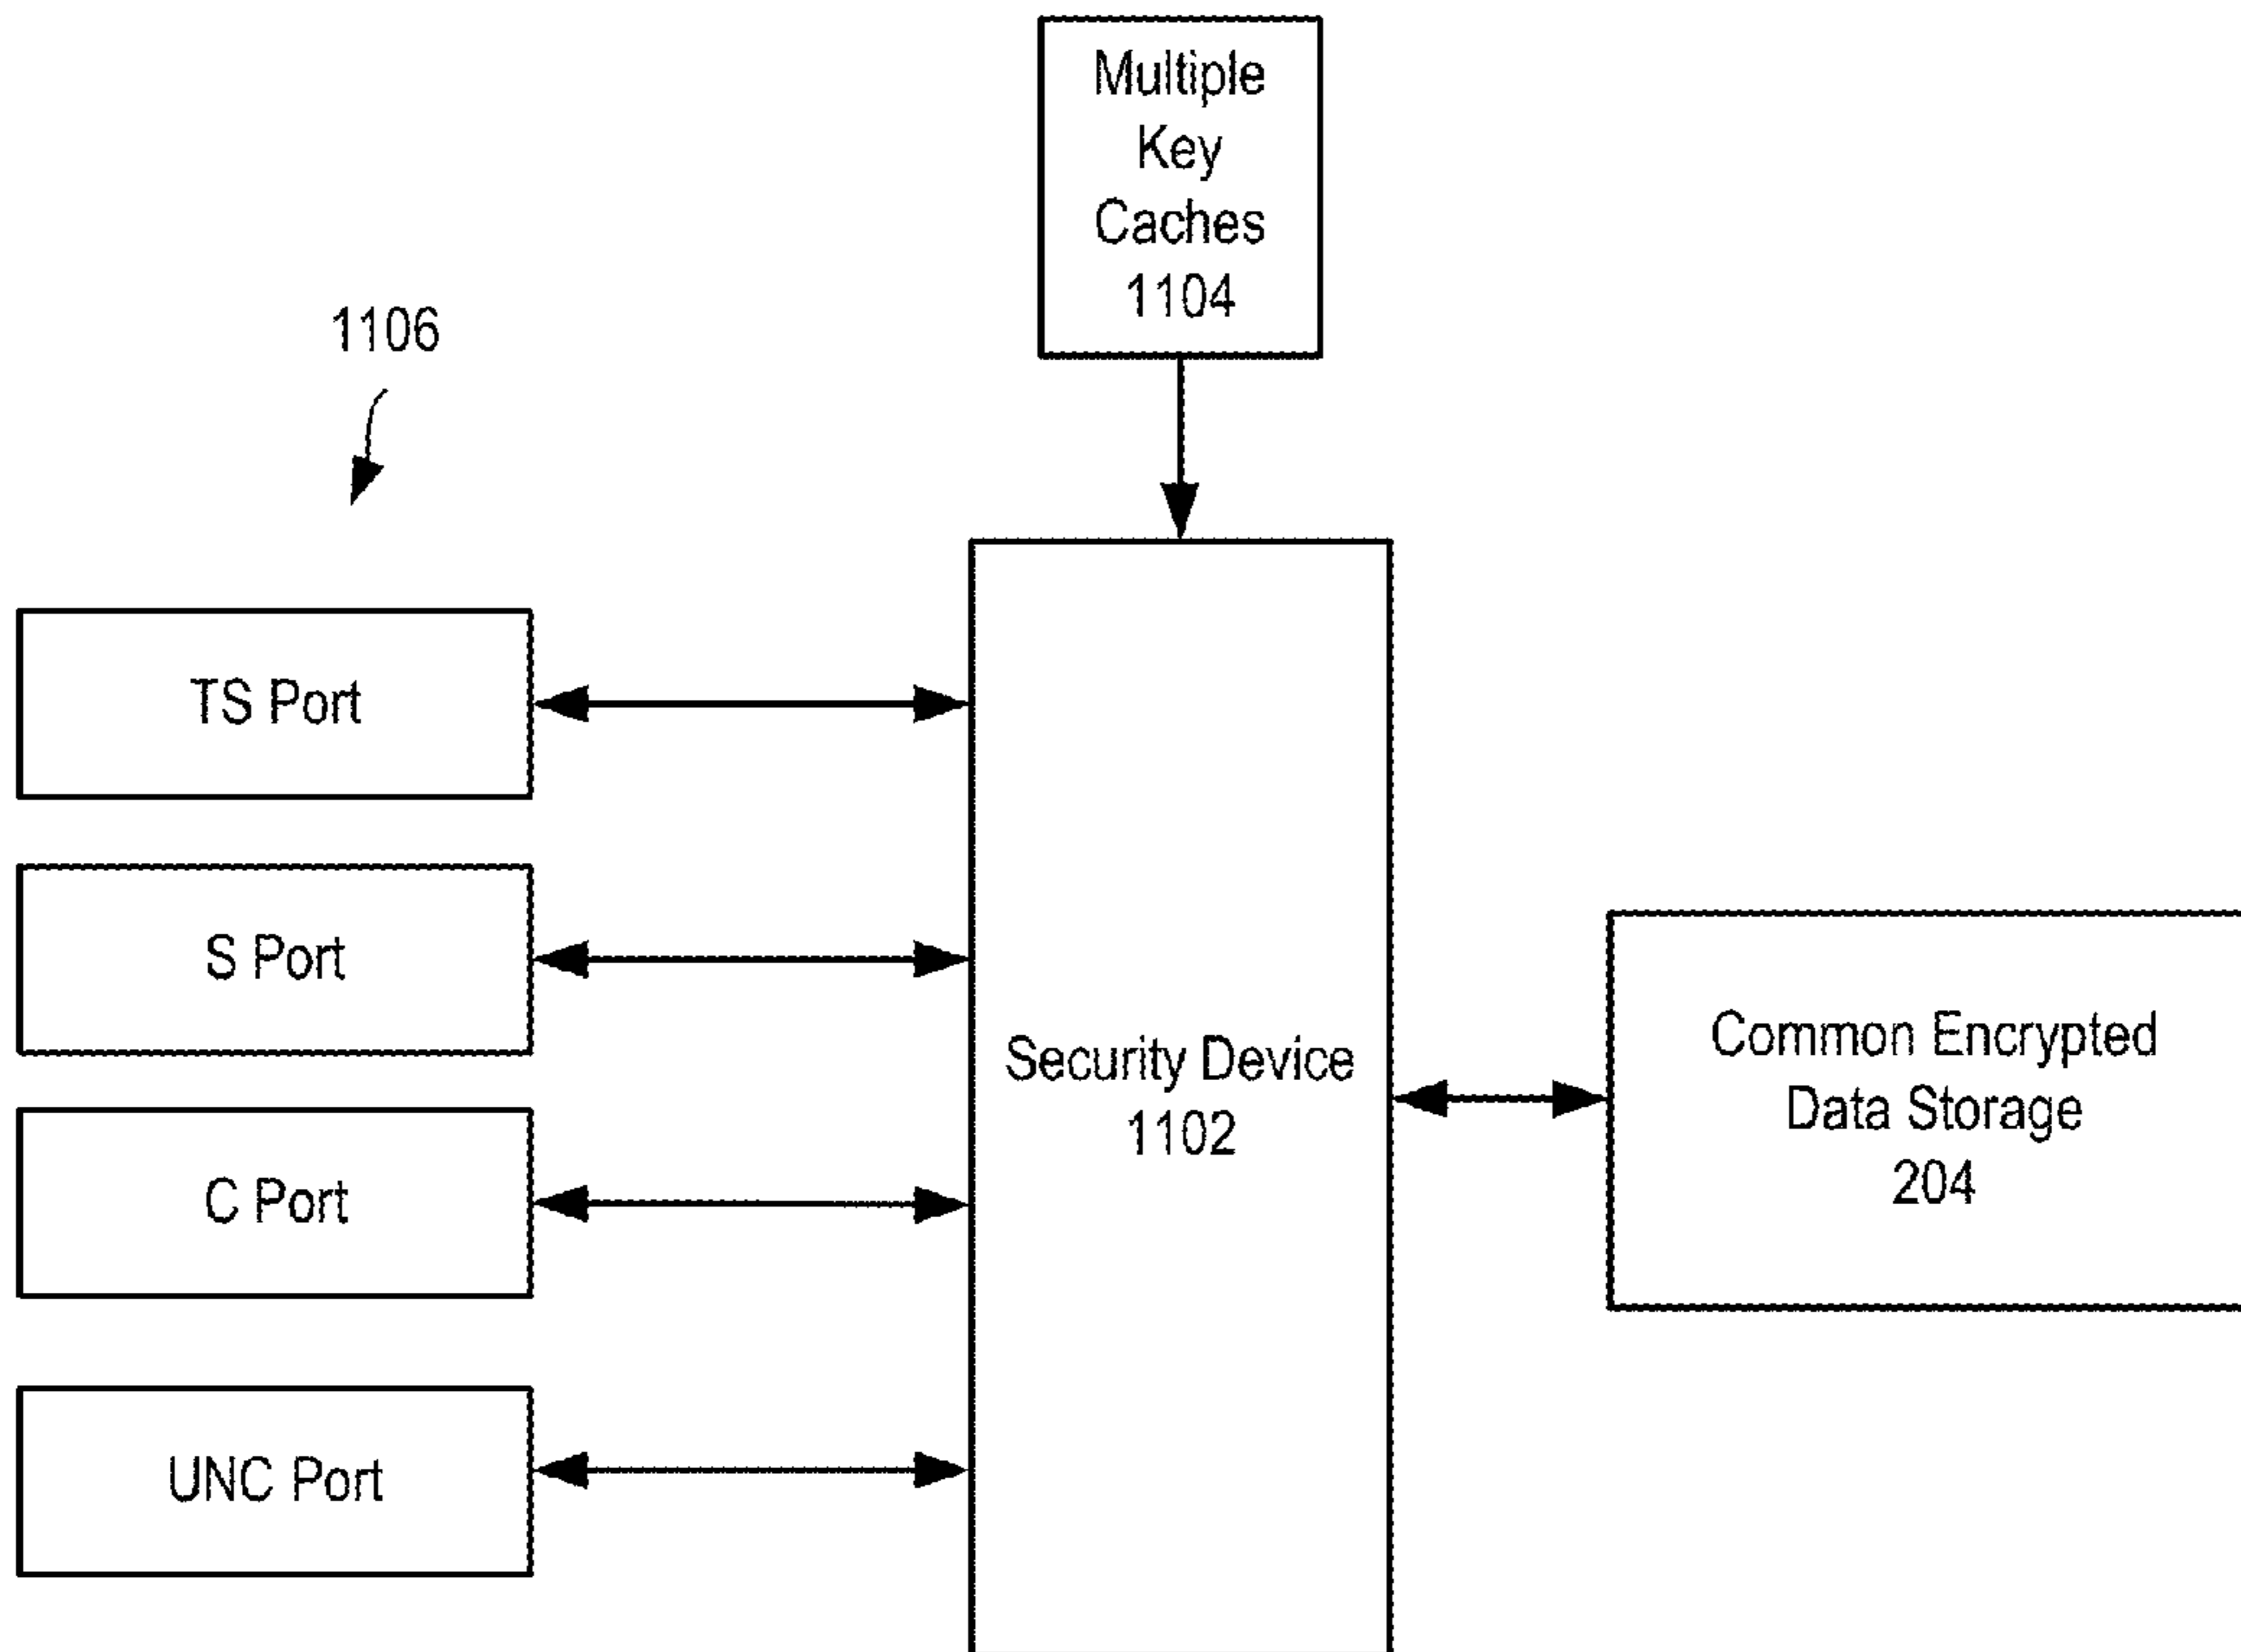 Multiple
Key
Caches
1104
1106
TS Port
S Port
C Port
UNC Port
Security Device
1102
Common Encrypted
Data Storage
204